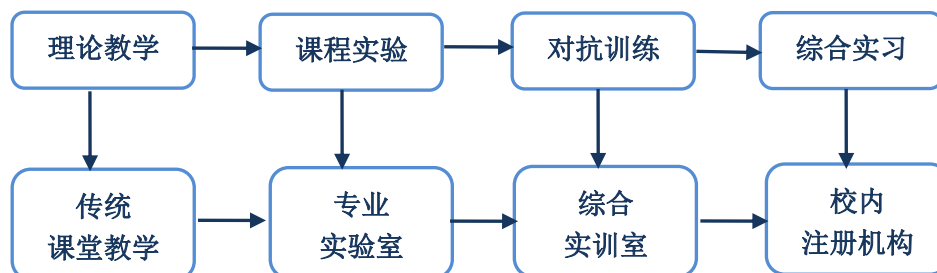 理论教学
课程实验
对抗训练
综合实习
传统
课堂教学
专业
实验室
综合
实训室
校内
注册机构